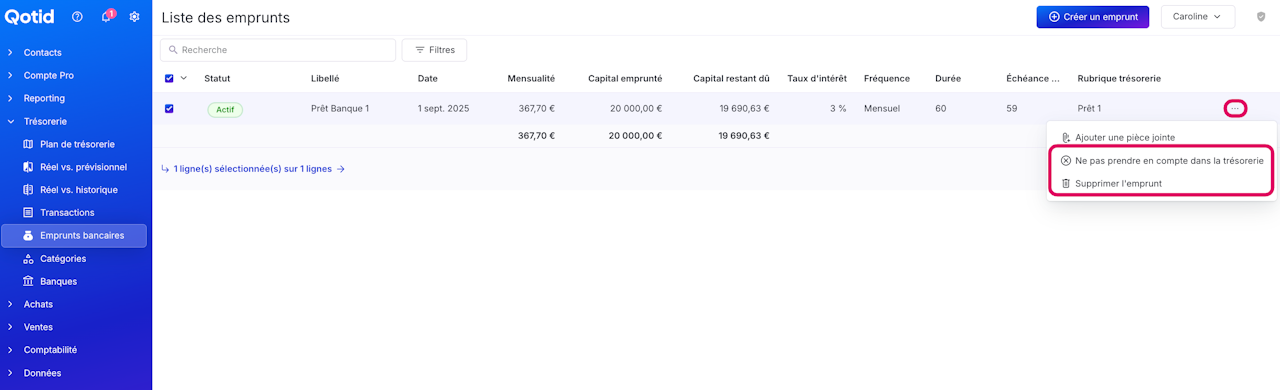 Qotid
1
Liste des emprunts
Créer un emprunt
Caroline
Contacts
Compte Pro
Reporting
Trésorerie
Plan de trésorerie
Réel vs. prévisionnel
Réel vs. historique
Transactions
Emprunts bancaires
Catégories
Banques
Achats
Ventes
Comptabilité
Données
Recherche
Filtres
Statut Libellé Date Mensualité Capital emprunté Capital restant dû Taux d'intérêt Fréquence Durée Échéance ... Rubrique trésorerie
Actif Prêt Banque 1 1 sept. 2025 367,70 € 20 000,00 € 19 690,63 € 3 % Mensuel 60 59 Prêt 1 ...
367,70 € 20 000,00 € 19 690,63 €
1 ligne(s) sélectionnée(s) sur 1 lignes
Ajouter une pièce jointe
Ne pas prendre en compte dans la trésorerie
Supprimer l'emprunt